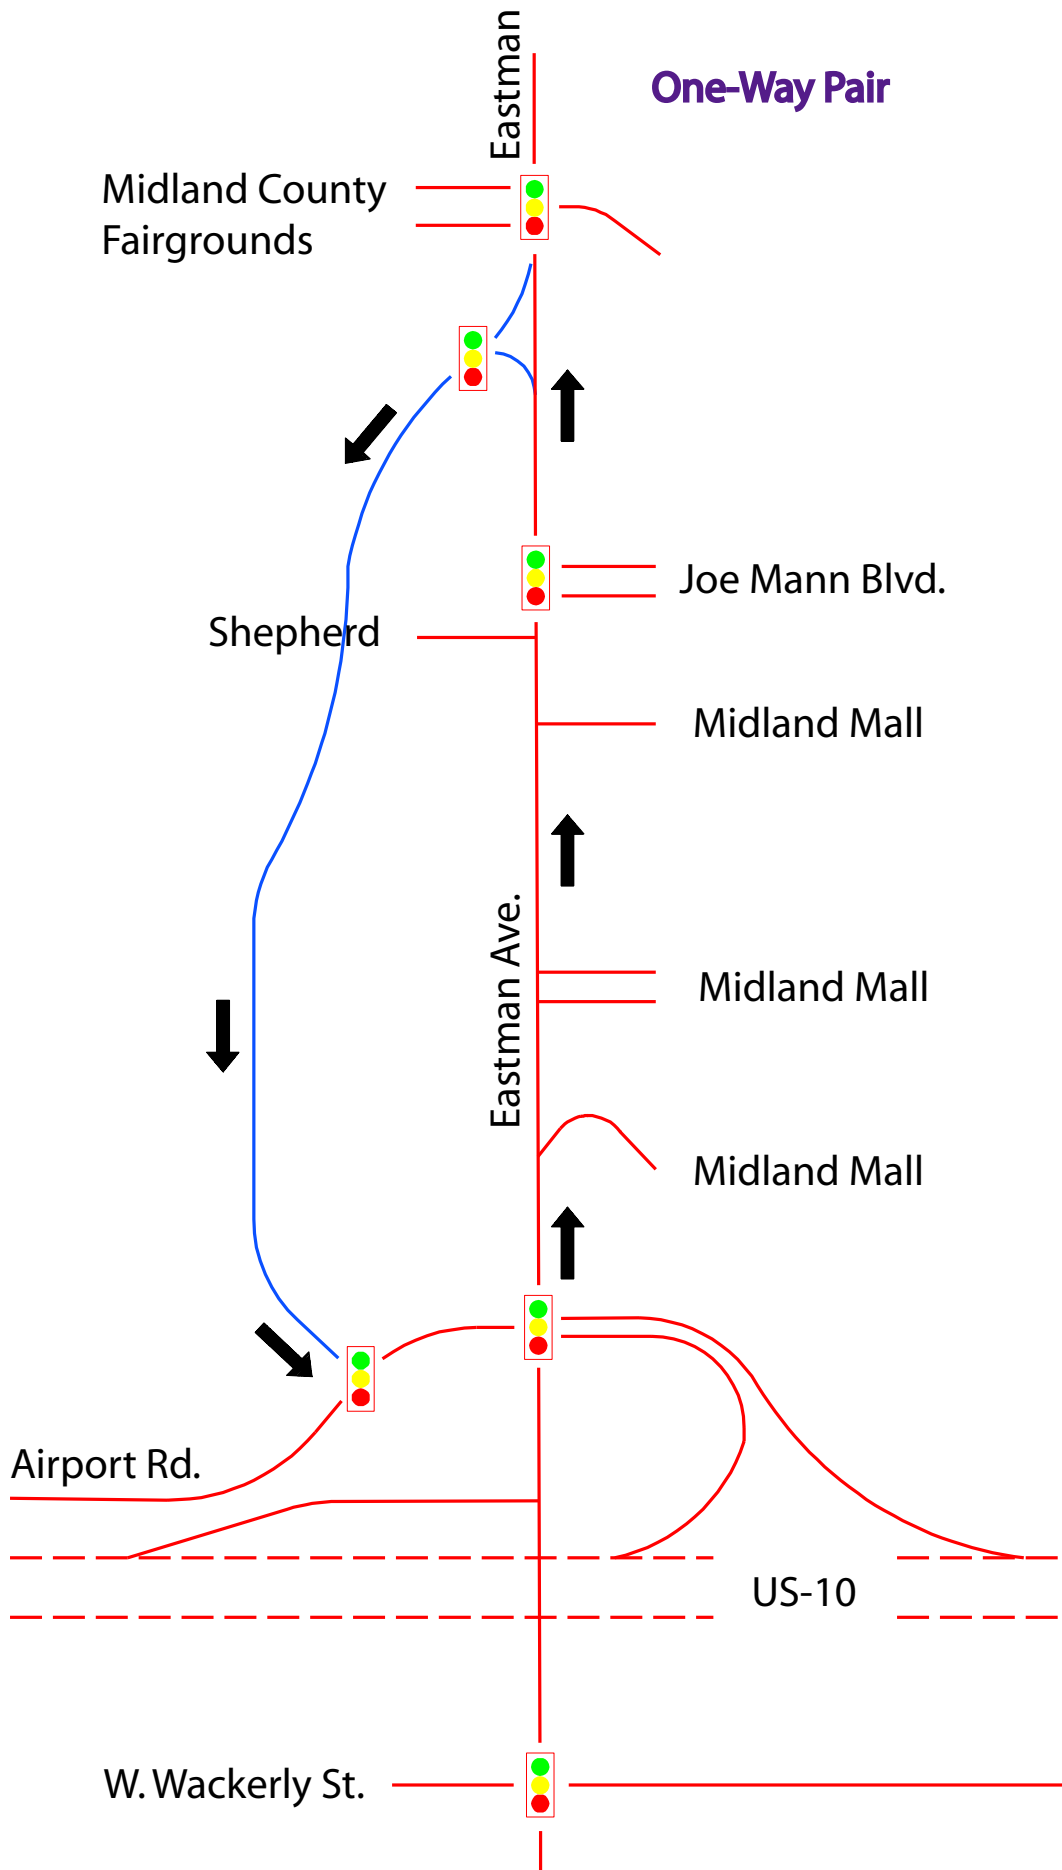 Eastman
One-Way Pair
Midland County
Fairgrounds
Joe Mann Blvd.
Shepherd
Midland Mall
Eastman Ave.
Midland Mall
Midland Mall
Airport Rd.
US-10
W. Wackerly St.